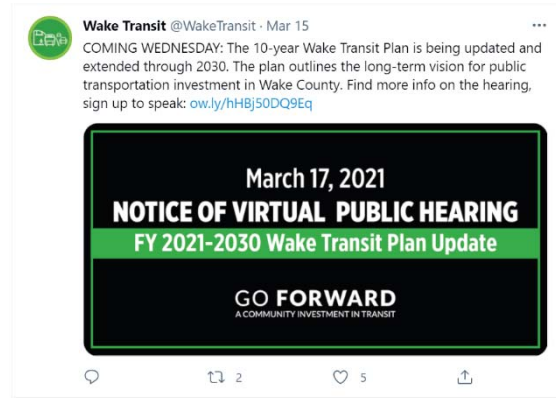 Wake Transit @WakeTransit · Mar 15
COMING WEDNESDAY: The 10-year Wake Transit Plan is being updated and
extended through 2030. The plan outlines the long-term vision for public
transportation investment in Wake County. Find more info on the hearing,
sign up to speak: ow.ly/hHBj50DQ9Eq
March 17, 2021
NOTICE OF VIRTUAL PUBLIC HEARING
FY 2021-2030 Wake Transit Plan Update
GO FORWARD
A COMMUNITY INVESTMENT IN TRANSIT
2
5